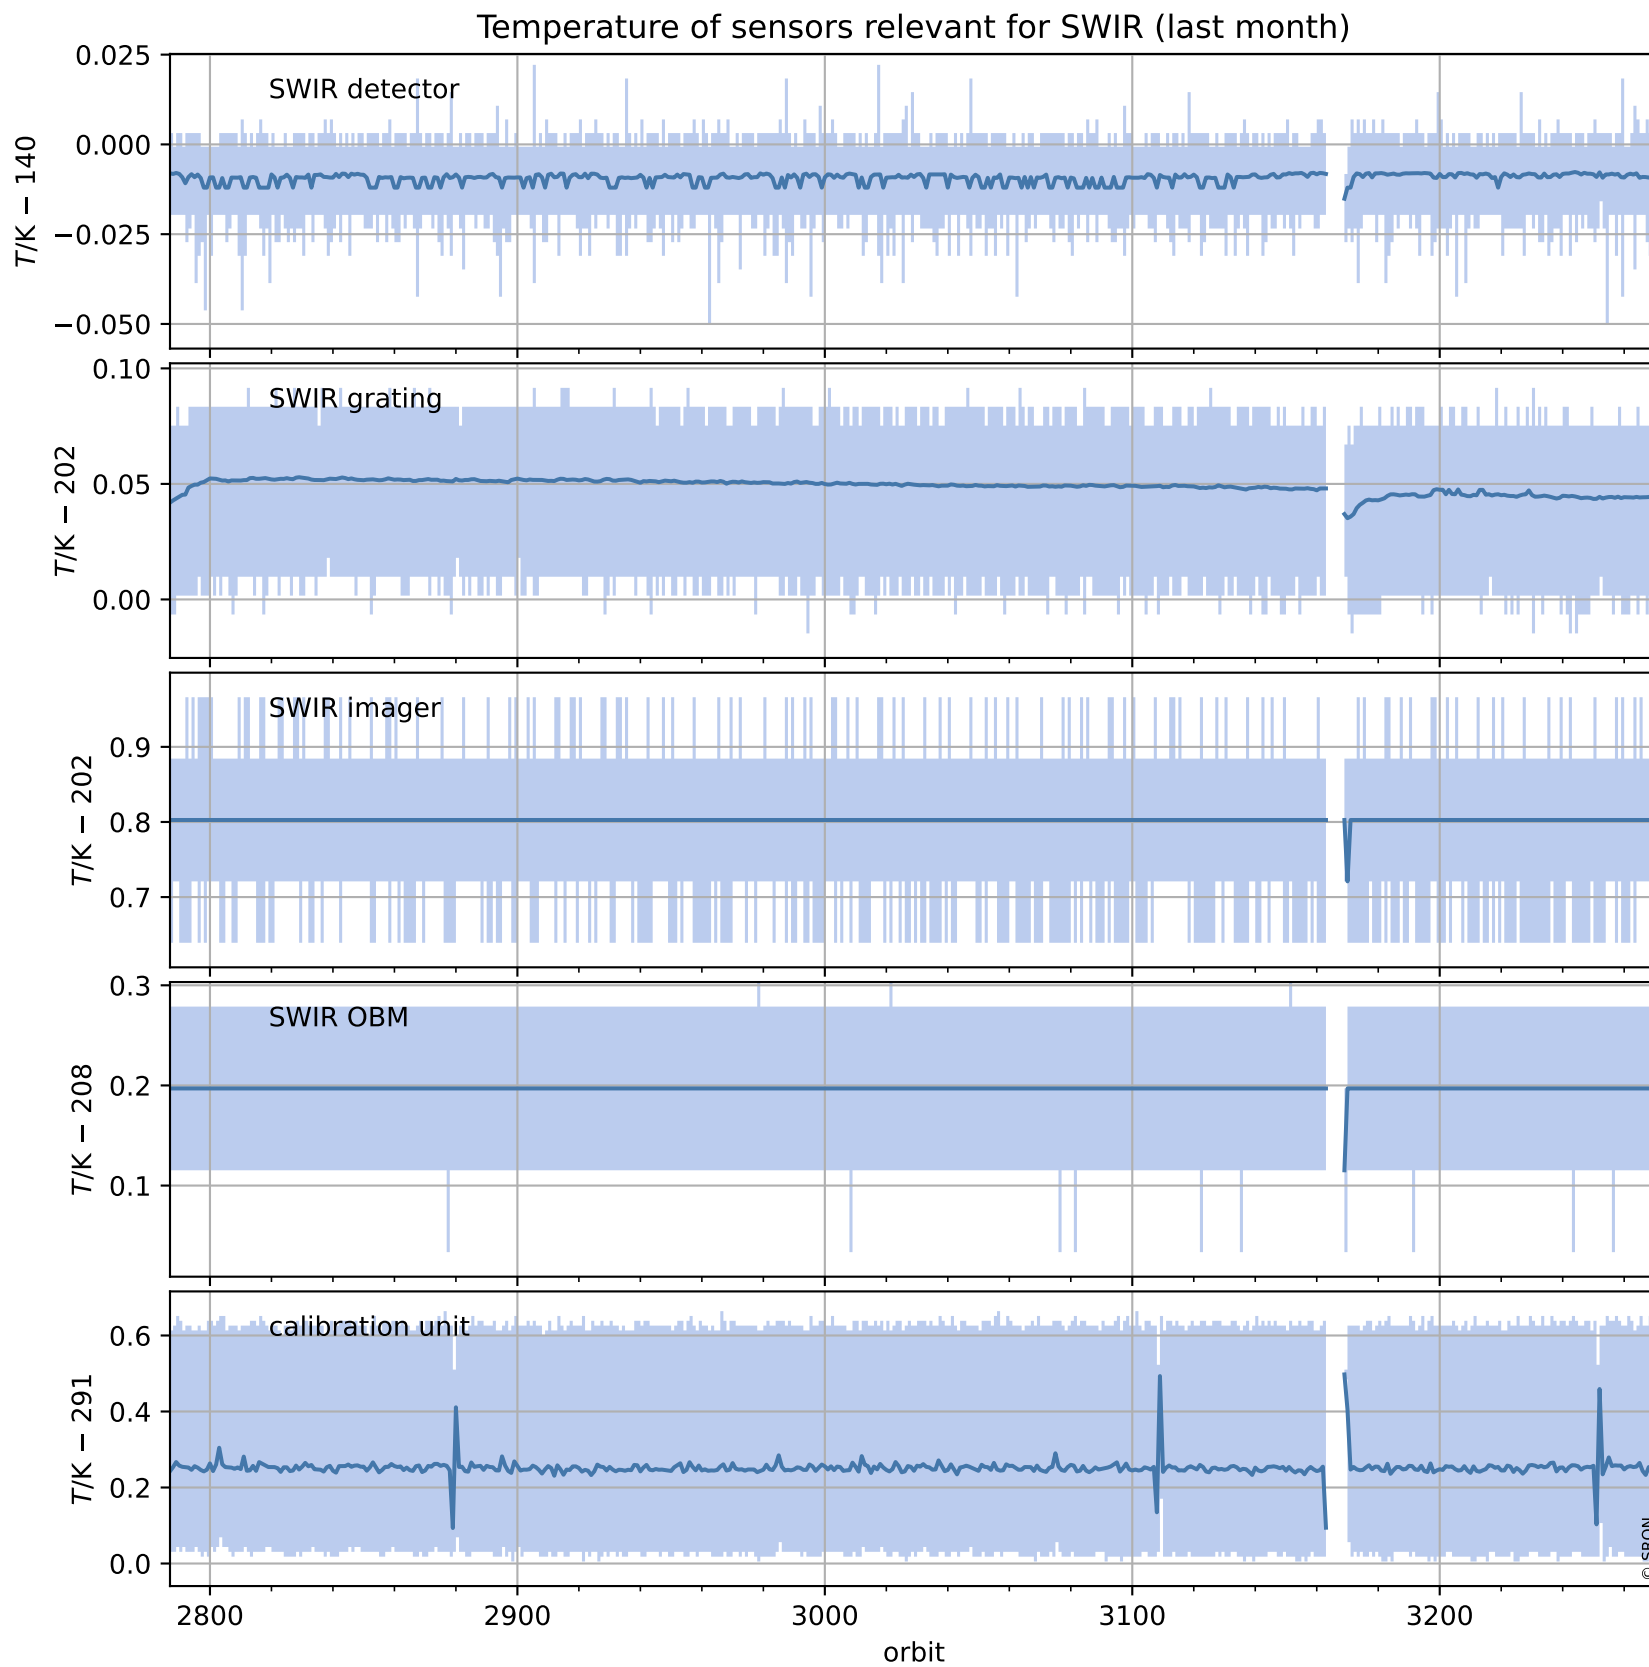 Temperature of sensors relevant for SWIR (last month)
0.025
0.000
−0.025
−0.050
T/K − 140
SWIR detector
0.10
0.05
0.00
T/K − 202
SWIR grating
0.9
0.8
0.7
T/K − 202
SWIR imager
0.3
0.2
0.1
T/K − 208
SWIR OBM
0.6
0.4
0.2
0.0
T/K − 291
calibration unit
2800 2900 3000 3100 3200
orbit
© SRON